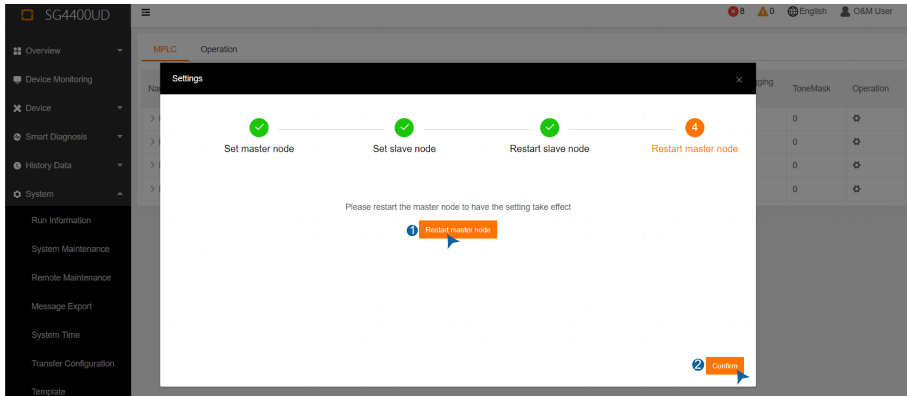 SG4400UD
8
0
English
O&M User
Overview
Device Monitoring
Device
Smart Diagnosis
History Data
System
Run Information
System Maintenance
Remote Maintenance
Message Export
System Time
Transfer Configuration
Template
MPLC Operation
ToneMask Operation
0
0
0
0
Settings
4
Set master node Set slave node Restart slave node Restart master node
Please restart the master node to have the setting take effect
1 Restart master node
2 Confirm